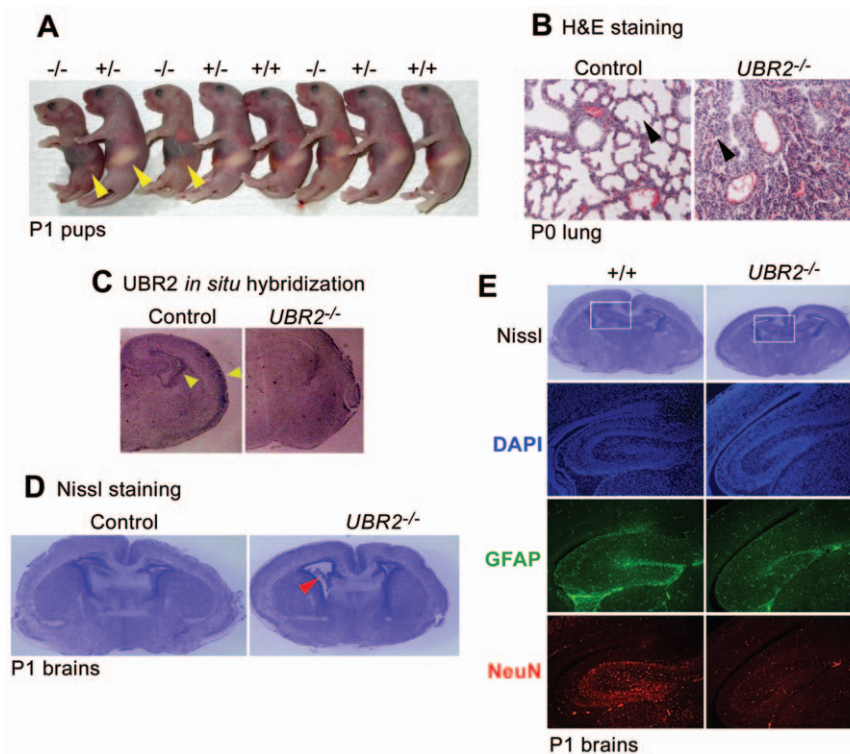 A
-/- +/- -/- +/- +/+ -/- +/- +/+
P1 pups
B H&E staining
Control UBR2-/-
P0 lung
C UBR2 in situ hybridization
Control UBR2-/-
D Nissl staining
Control UBR2-/-
P1 brains
E
+/+ UBR2-/-
Nissl
DAPI
GFAP
NeuN
P1 brains